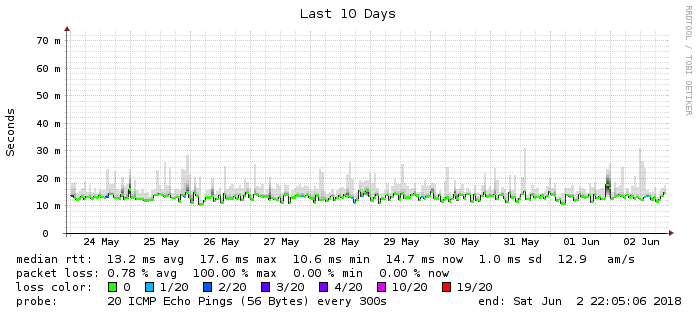 Last 10 Days
RRDTOOL / TOBI OETIKER
Seconds
70 m
60 m
50 m
40 m
30 m
20 m
10 m
0
24 May 25 May 26 May 27 May 28 May 29 May 30 May 31 May 01 Jun 02 Jun
median rtt: 13.2 ms avg 17.6 ms max 10.6 ms min 14.7 ms now 1.0 ms sd 12.9 am/s
packet loss: 0.78 % avg 100.00 % max 0.00 % min 0.00 % now
loss color: 0 1/20 2/20 3/20 4/20 10/20 19/20
probe: 20 ICMP Echo Pings (56 Bytes) every 300s end: Sat Jun 2 22:05:06 2018